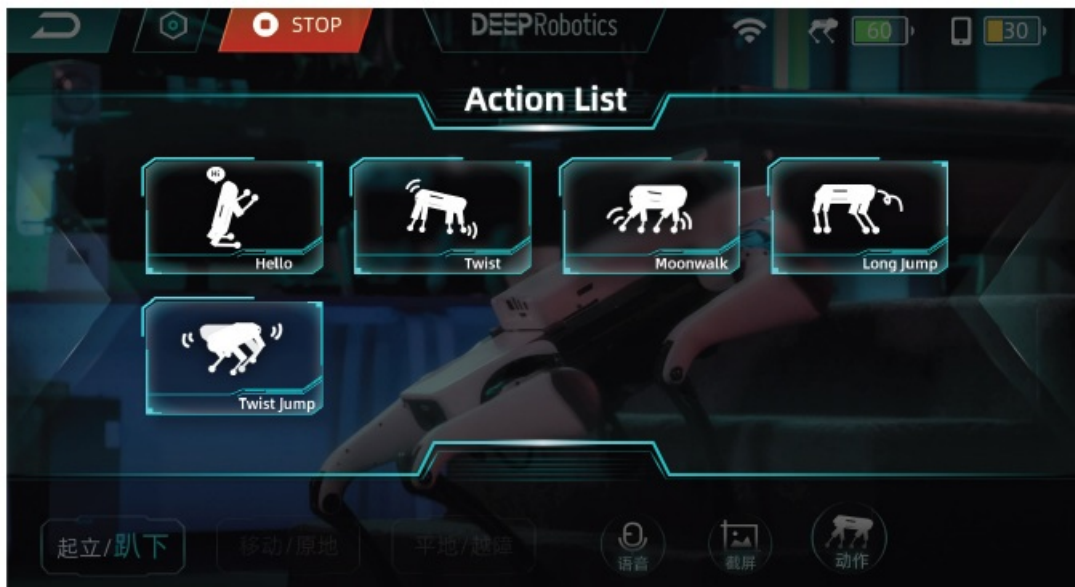 STOP
DEEPRobotics
60
30
Action List
Hi
Hello
Twist
Moonwalk
Long Jump
Twist Jump
起立/趴下
移动/原地
平地/越障
语音
截屏
动作